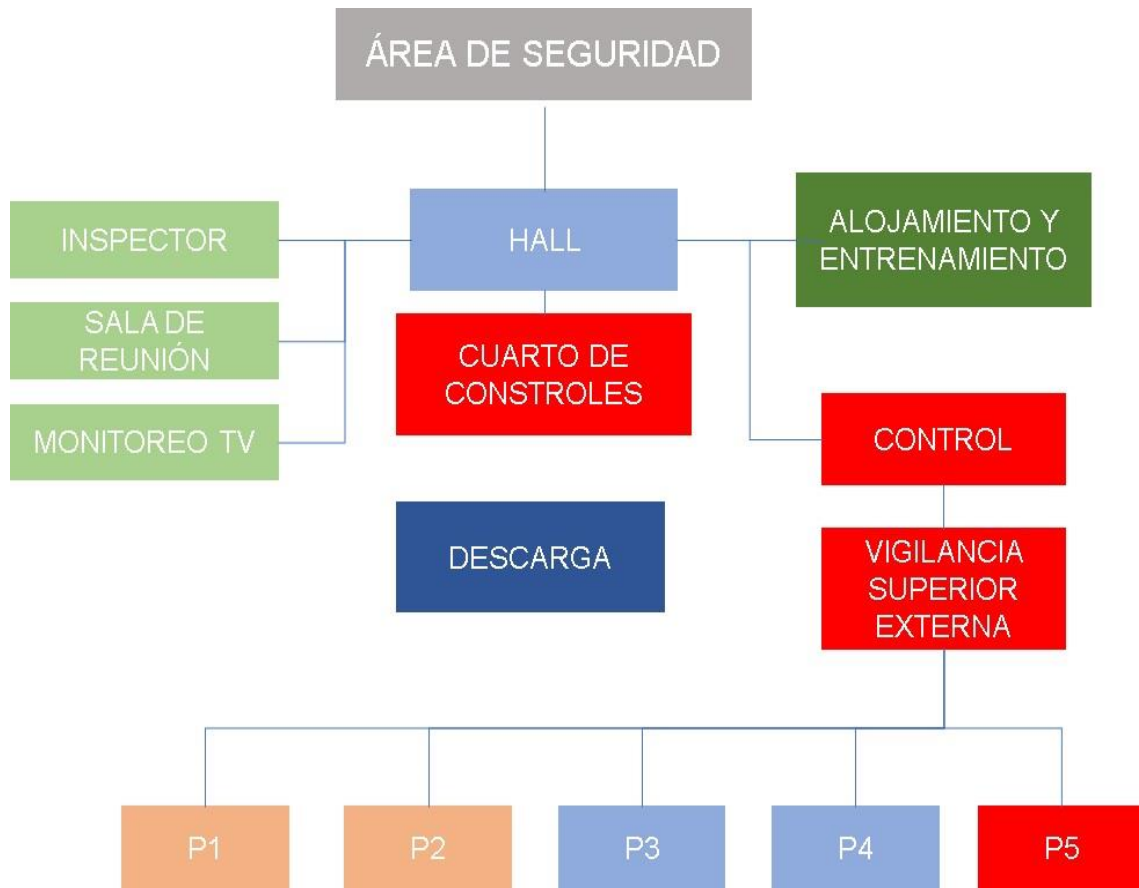 ÁREA DE SEGURIDAD
INSPECTOR
HALL
ALOJAMIENTO Y
ENTRENAMIENTO
SALA DE
REUNIÓN
CUARTO DE
CONSTROLES
MONITOREO TV
CONTROL
DESCARGA
VIGILANCIA
SUPERIOR
EXTERNA
P1
P2
P3
P4
P5